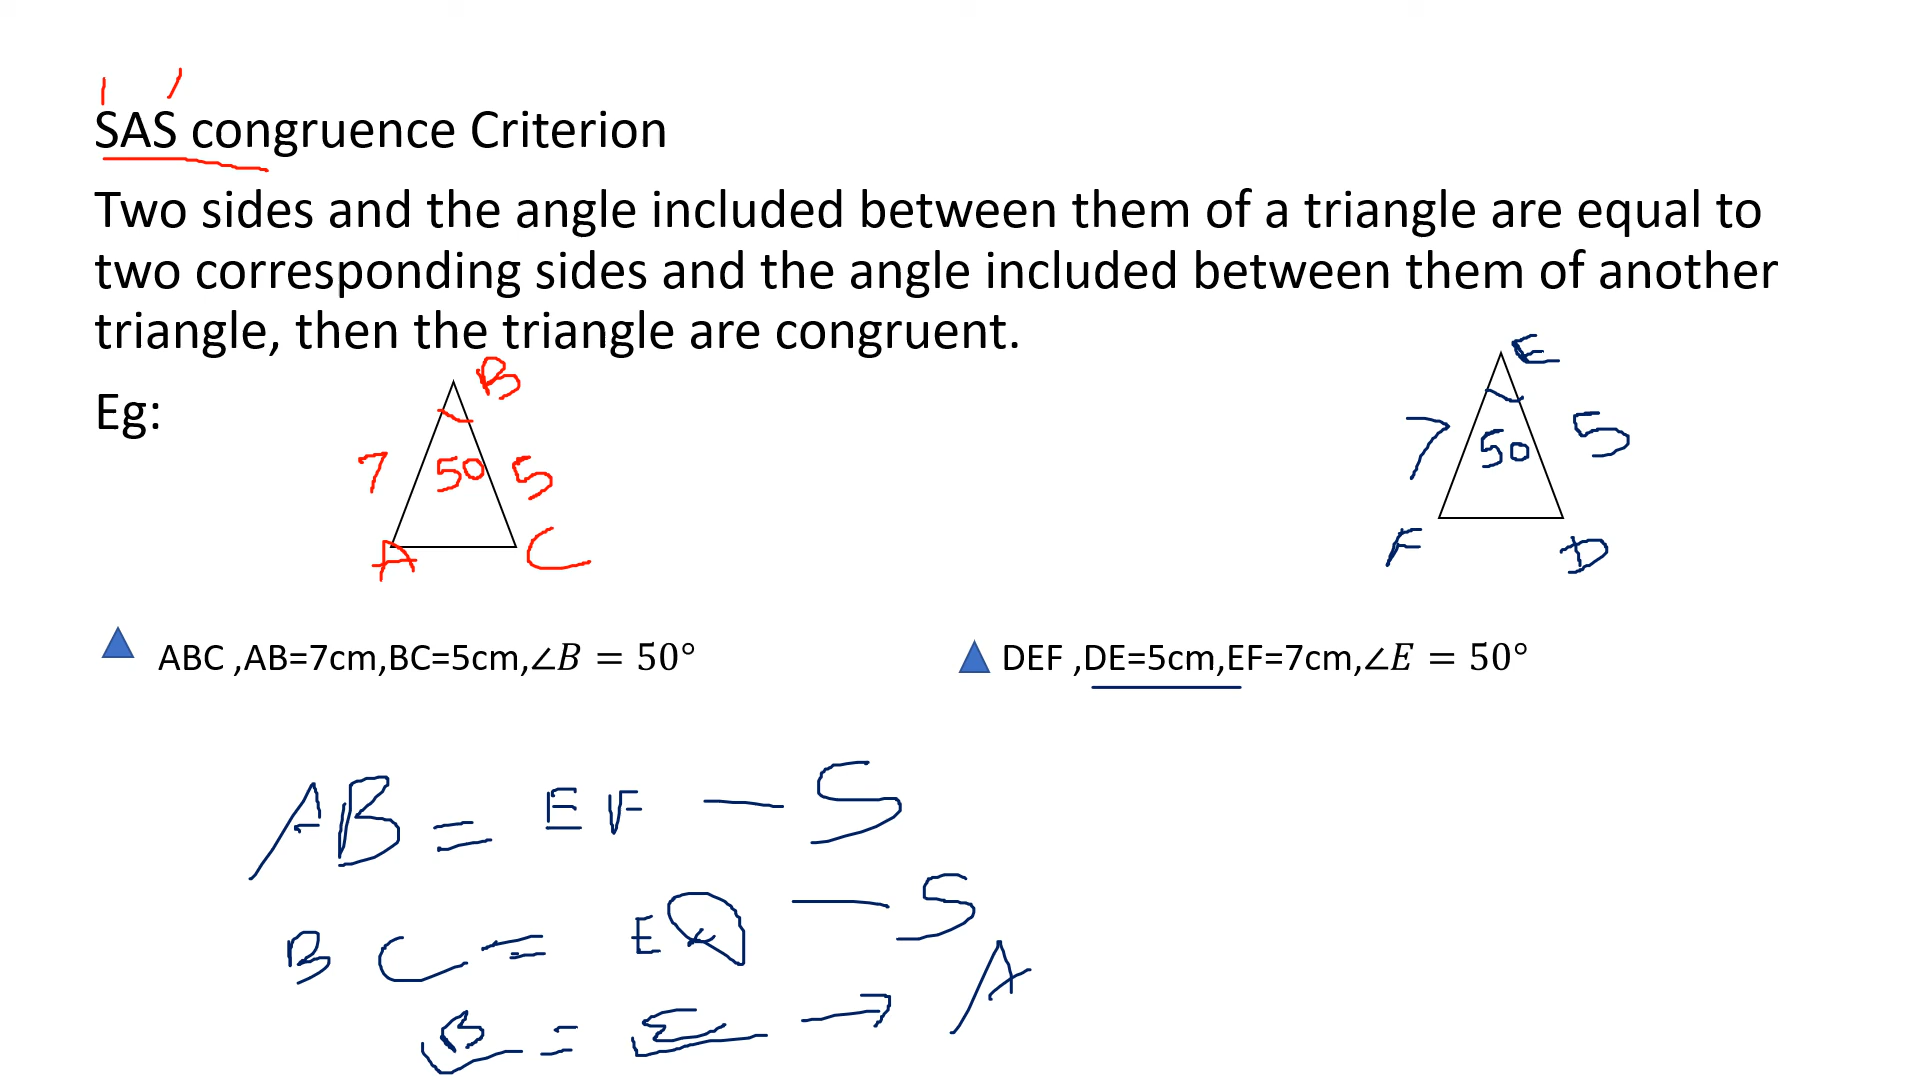 SAS congruence Criterion
Two sides and the angle included between them of a triangle are equal to
two corresponding sides and the angle included between them of another
triangle, then the triangle are congruent.
Eg:
B
7 50 5
A C
E
7 50 5
F D
ABC ,AB=7cm,BC=5cm,∠B = 50°
DEF ,DE=5cm,EF=7cm,∠E = 50°
AB = EF — S
BC = E — S
B = E → A